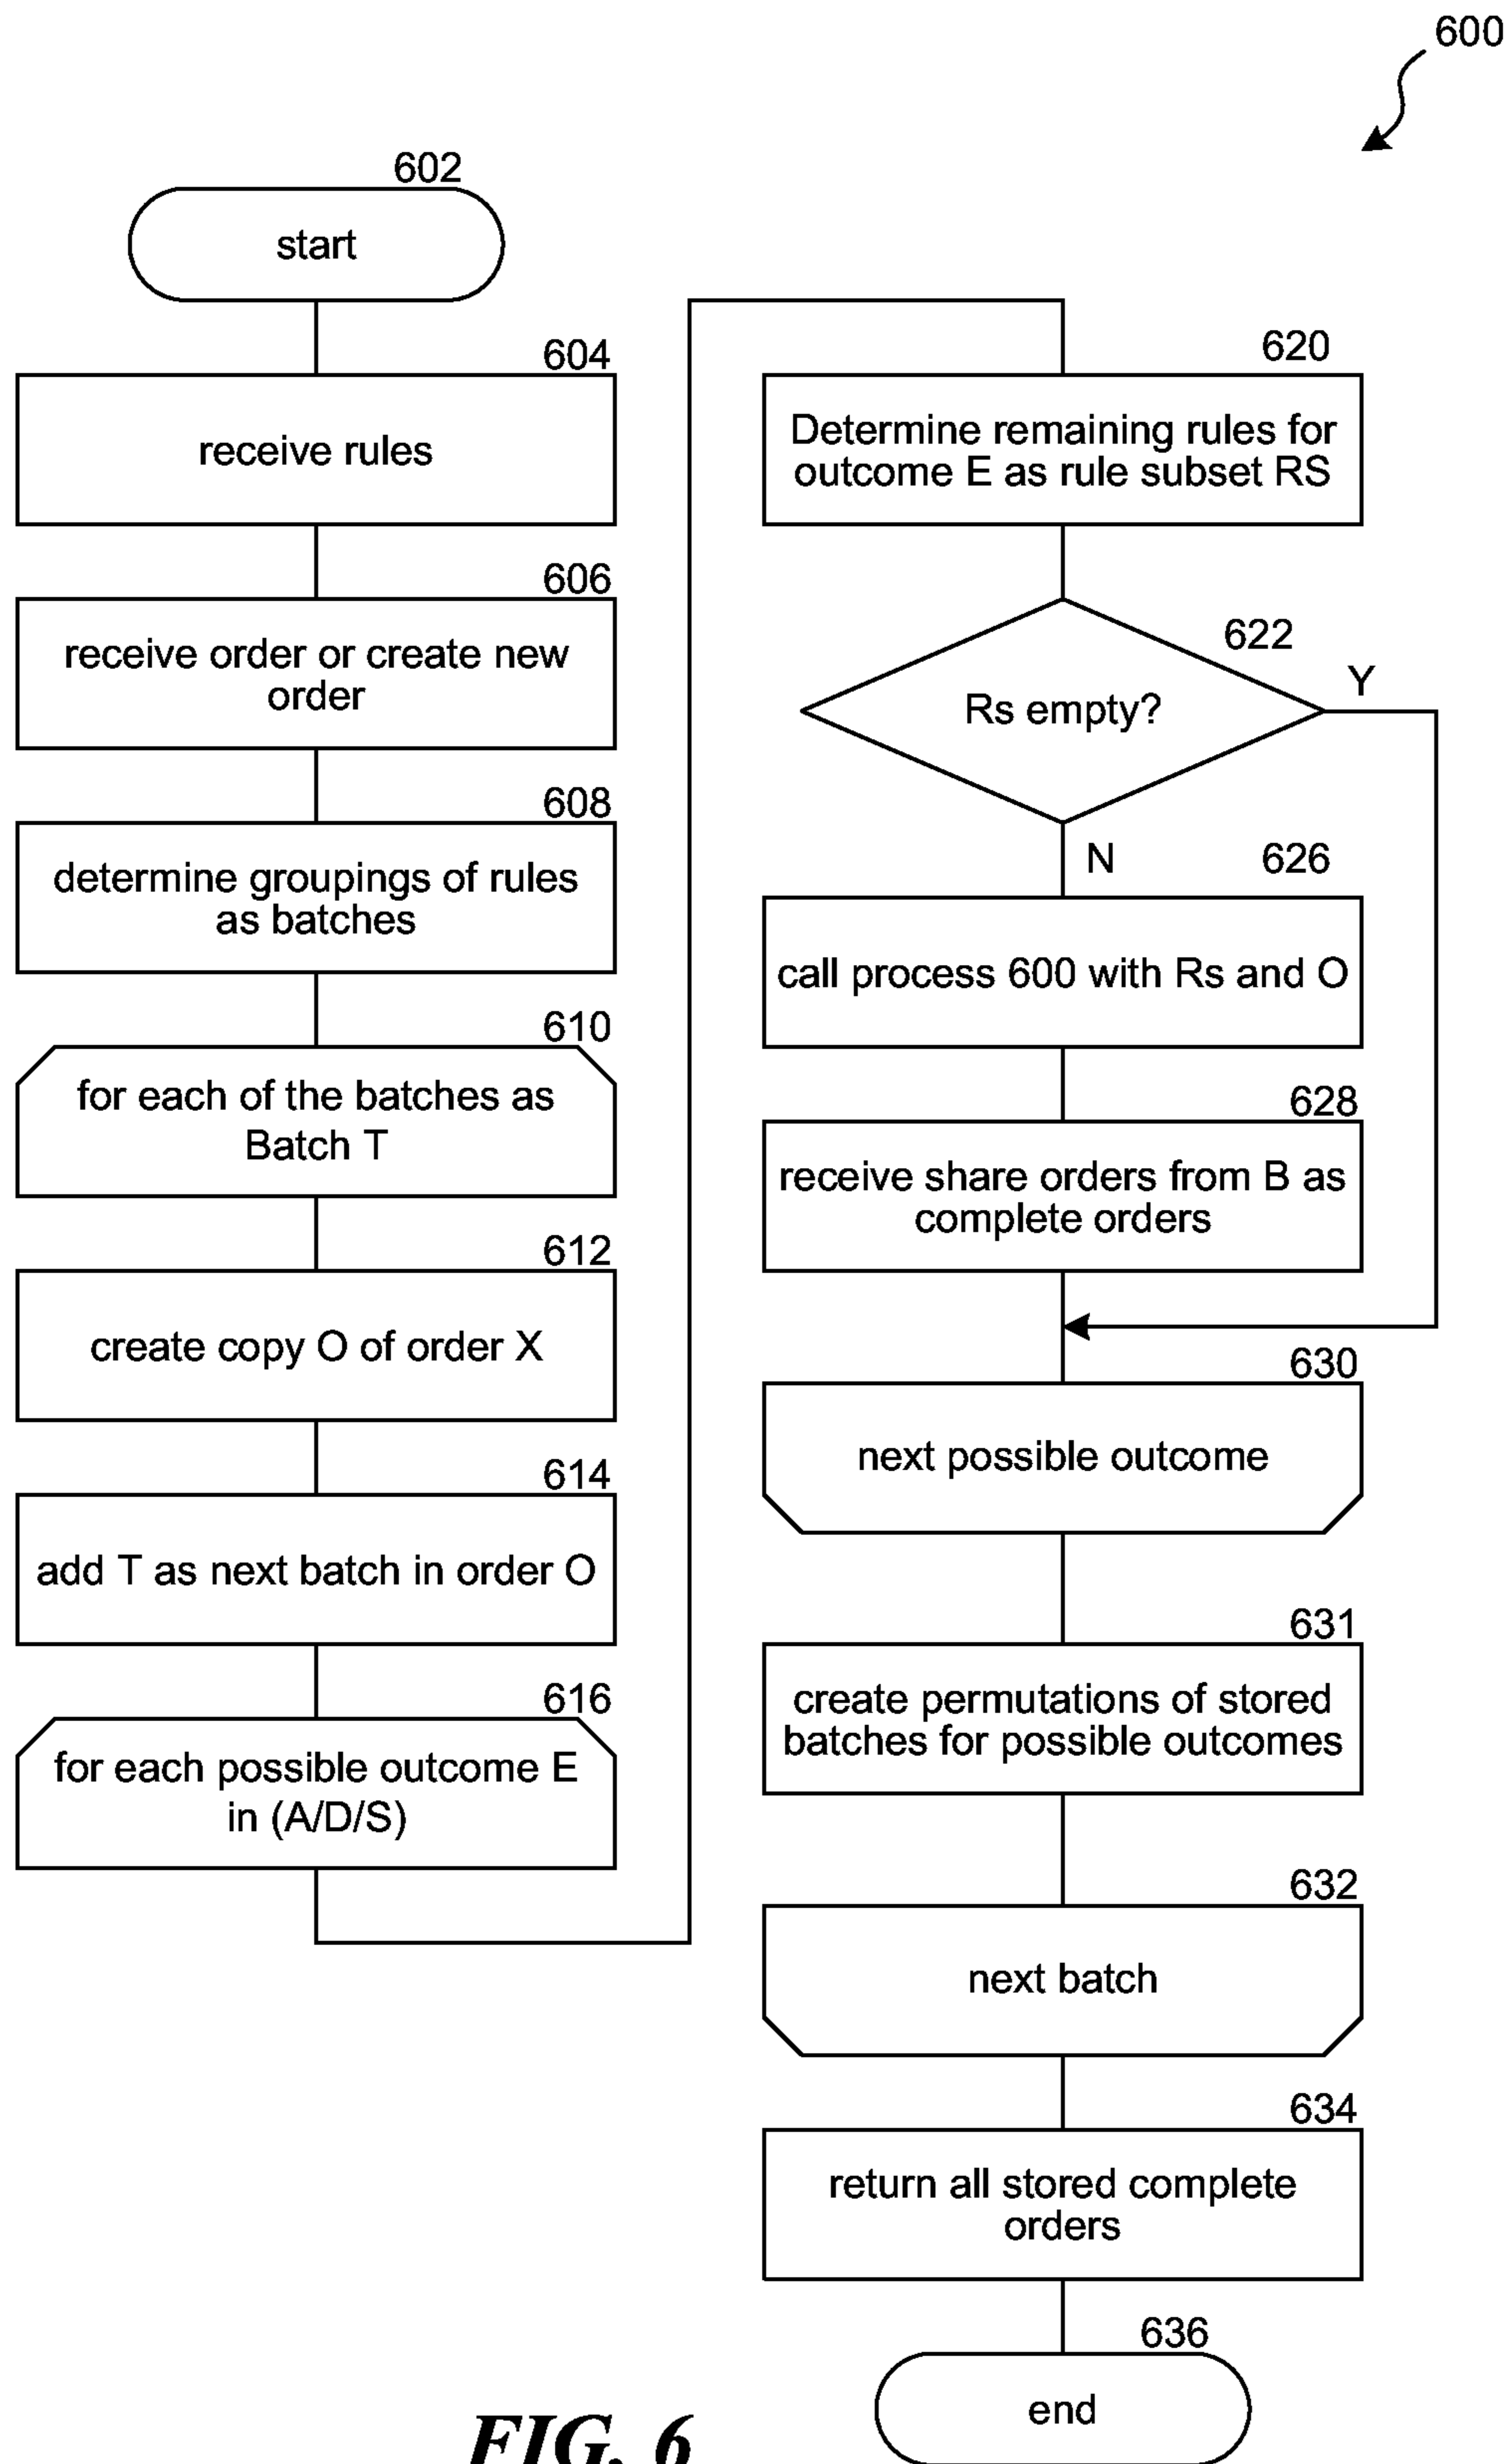 600
602
start
604
receive rules
606
receive order or create new
order
608
determine groupings of rules
as batches
610
for each of the batches as
Batch T
612
create copy O of order X
614
add T as next batch in order O
616
for each possible outcome E
in (A/D/S)
620
Determine remaining rules for
outcome E as rule subset RS
622
Rs empty?
Y
N
626
call process 600 with Rs and O
628
receive share orders from B as
complete orders
630
next possible outcome
631
create permutations of stored
batches for possible outcomes
632
next batch
634
return all stored complete
orders
636
end
FIG. 6